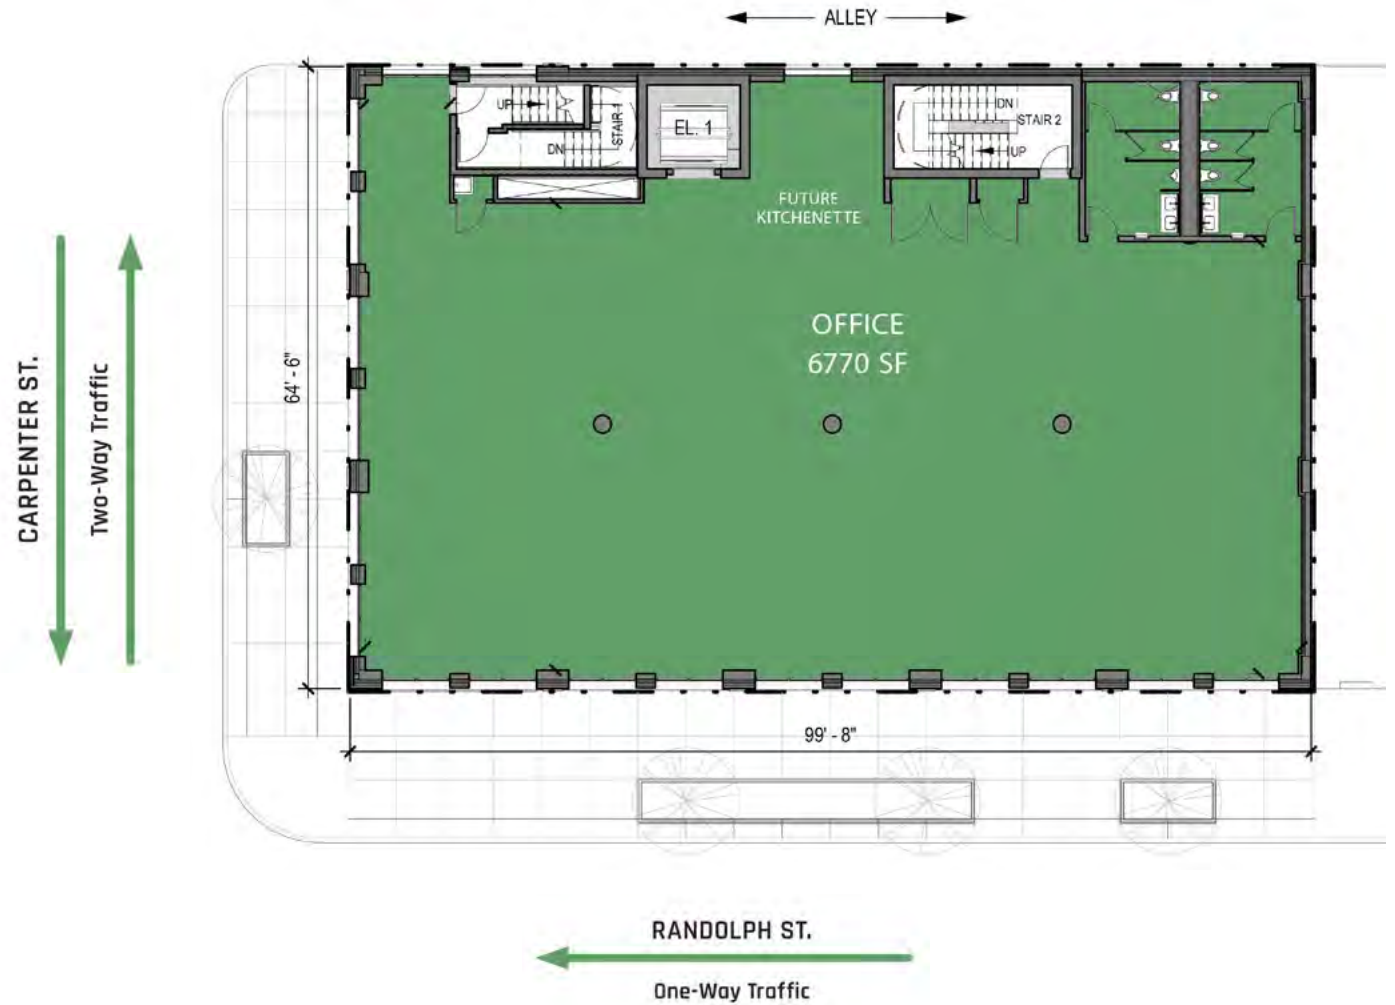 ALLEY
UP
DN
STAIR 1
EL. 1
DN
STAIR 2
UP
FUTURE
KITCHENETTE
OFFICE
6770 SF
64' - 6"
CARPENTER ST.
Two-Way Traffic
99' - 8"
RANDOLPH ST.
One-Way Traffic